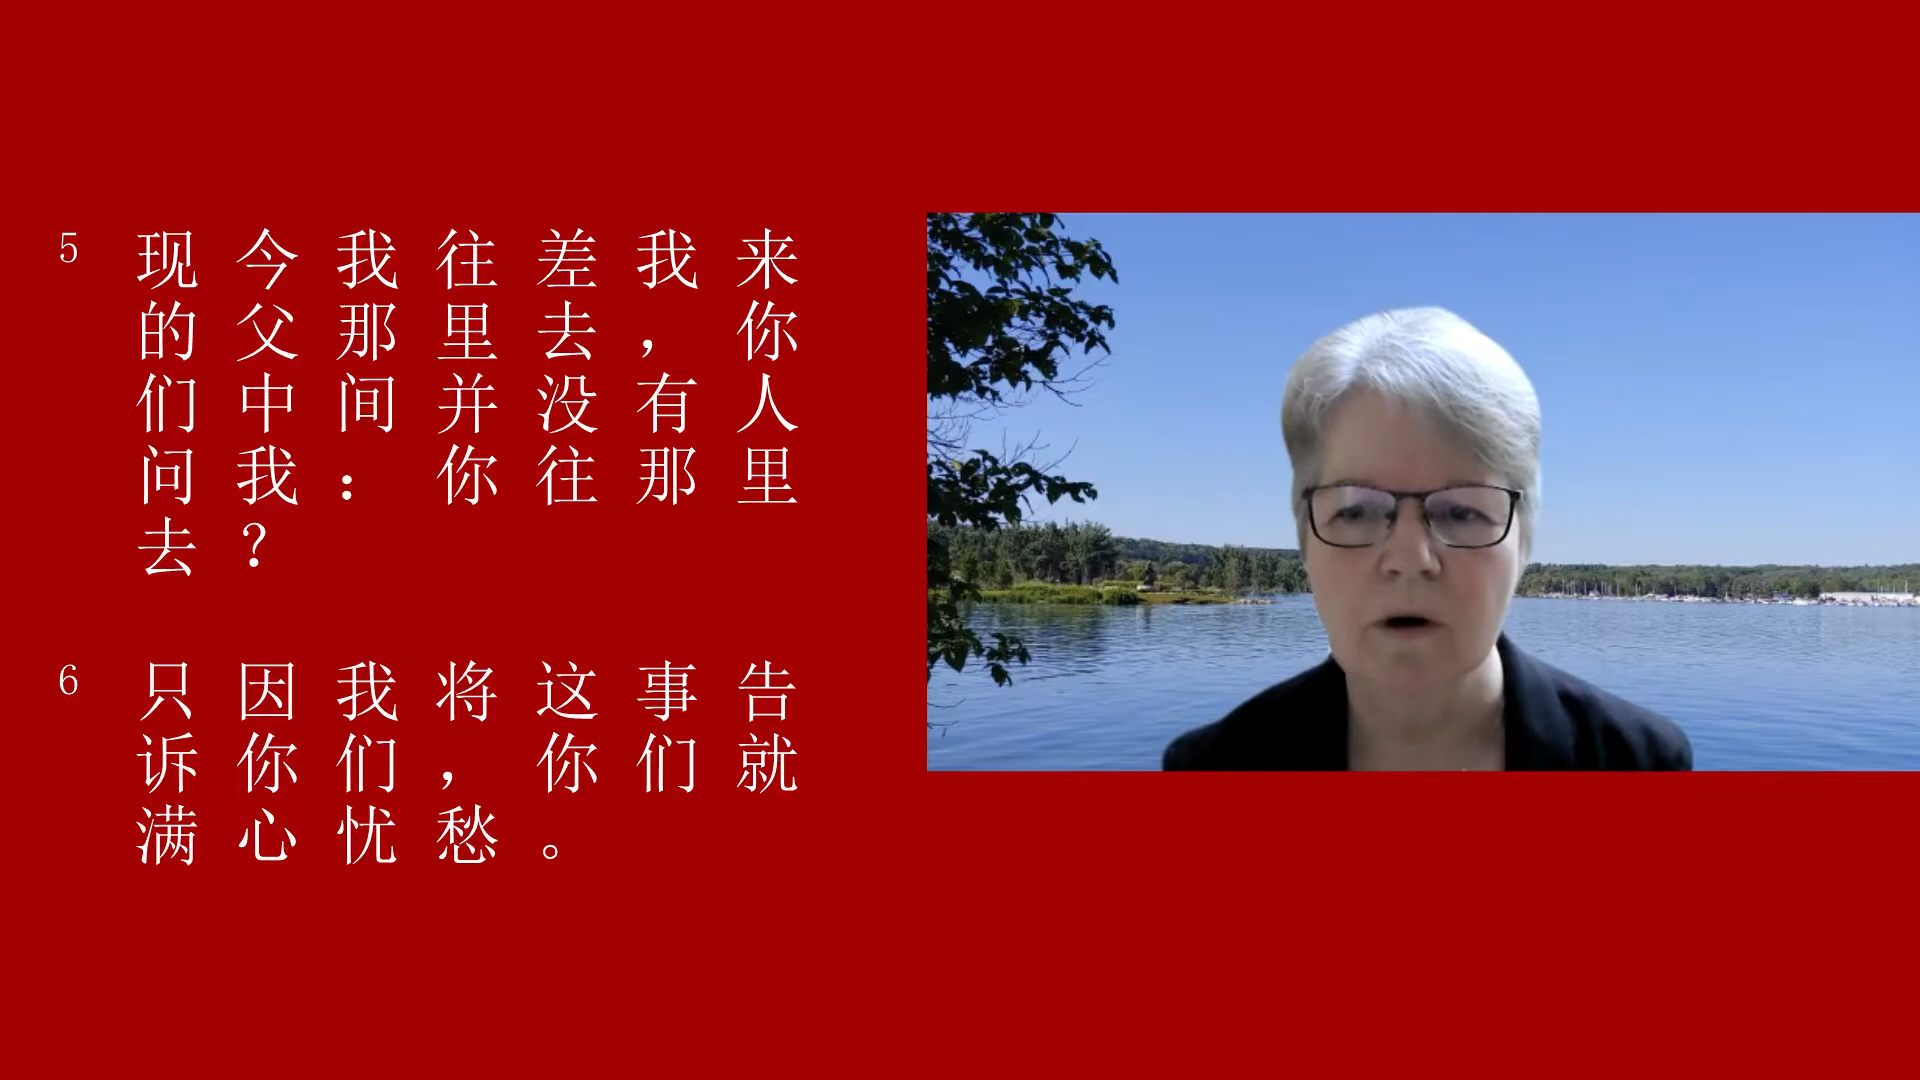 5 现今我往差我来
的父那里去，你
们中间并没有人
问我：你往那里
去？
6 只因我将这事告
诉你们，你们就
满心忧愁。